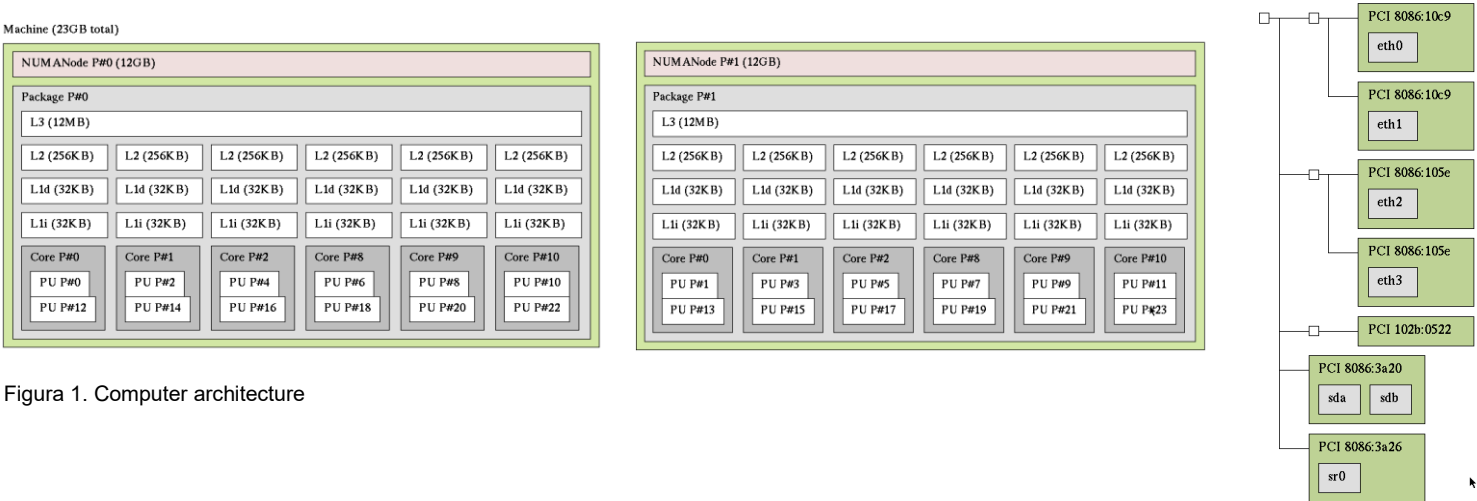 Machine (23GB total)
NUMANode P#0 (12GB)
Package P#0
L3 (12MB)
L2 (256KB) L2 (256KB) L2 (256KB) L2 (256KB) L2 (256KB) L2 (256KB)
L1d (32KB) L1d (32KB) L1d (32KB) L1d (32KB) L1d (32KB) L1d (32KB)
L1i (32KB) L1i (32KB) L1i (32KB) L1i (32KB) L1i (32KB) L1i (32KB)
Core P#0 Core P#1 Core P#2 Core P#8 Core P#9 Core P#10
PU P#0 PU P#2 PU P#4 PU P#6 PU P#8 PU P#10
PU P#12 PU P#14 PU P#16 PU P#18 PU P#20 PU P#22
NUMANode P#1 (12GB)
Package P#1
L3 (12MB)
L2 (256KB) L2 (256KB) L2 (256KB) L2 (256KB) L2 (256KB) L2 (256KB)
L1d (32KB) L1d (32KB) L1d (32KB) L1d (32KB) L1d (32KB) L1d (32KB)
L1i (32KB) L1i (32KB) L1i (32KB) L1i (32KB) L1i (32KB) L1i (32KB)
Core P#0 Core P#1 Core P#2 Core P#8 Core P#9 Core P#10
PU P#1 PU P#3 PU P#5 PU P#7 PU P#9 PU P#11
PU P#13 PU P#15 PU P#17 PU P#19 PU P#21 PU P#23
PCI 8086:10c9
eth0
PCI 8086:10c9
eth1
PCI 8086:105e
eth2
PCI 8086:105e
eth3
PCI 102b:0522
PCI 8086:3a20
sda sdb
PCI 8086:3a26
sr0
Figura 1. Computer architecture